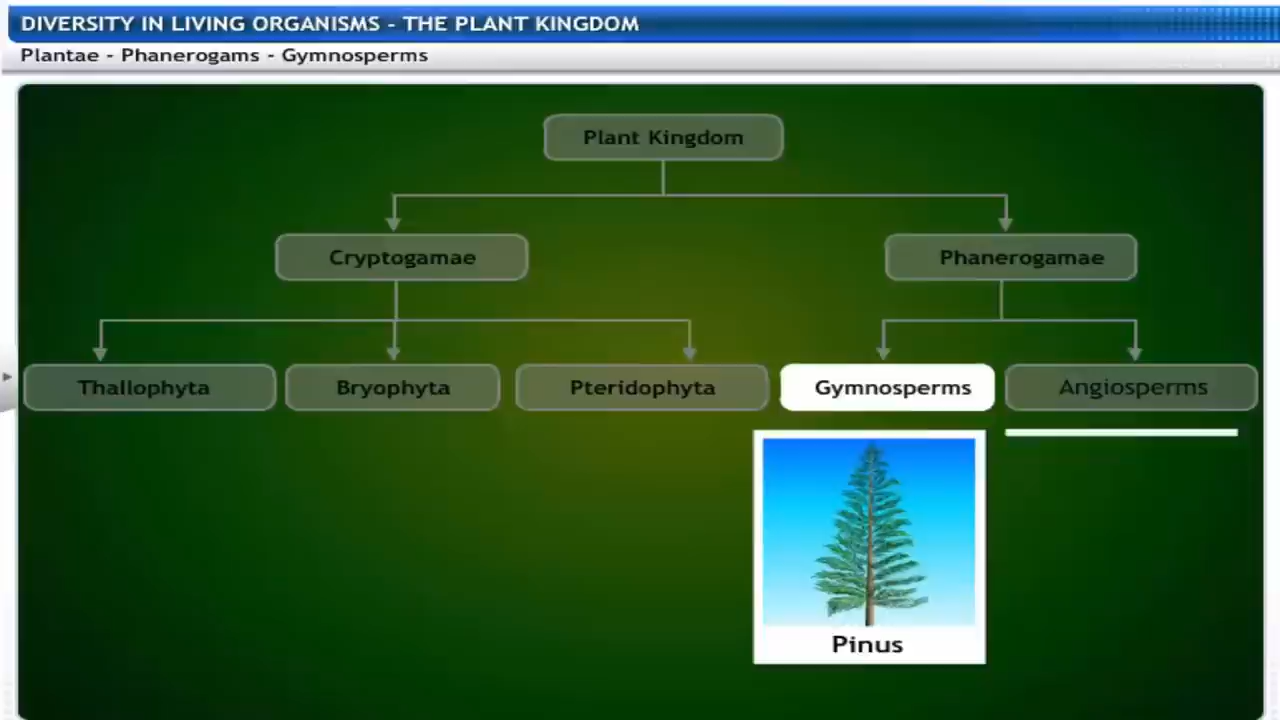 DIVERSITY IN LIVING ORGANISMS - THE PLANT KINGDOM
Plantae - Phanerogams - Gymnosperms
Plant Kingdom
Cryptogamae
Phanerogamae
Thallophyta
Bryophyta
Pteridophyta
Gymnosperms
Angiosperms
Pinus